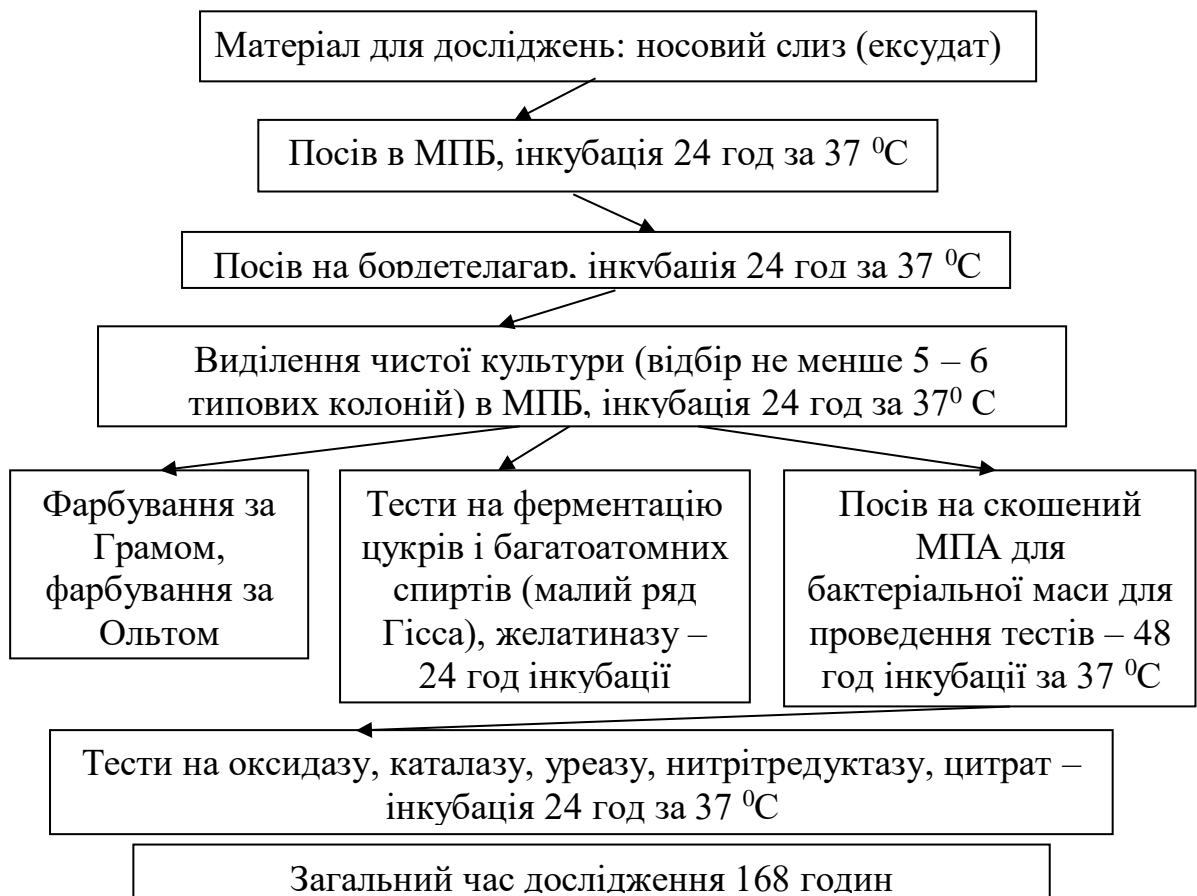 Матеріал для досліджень: носовий слиз (ексудат)
Посів в МПБ, інкубація 24 год за 37 ⁰С
Посів на бордетелагар, інкубація 24 год за 37 ⁰С
Виділення чистої культури (відбір не менше 5 – 6
типових колоній) в МПБ, інкубація 24 год за 37⁰ С
Фарбування за
Грамом,
фарбування за
Ольтом
Тести на ферментацію
цукрів і багатоатомних
спиртів (малий ряд
Гісса), желатиназу –
24 год інкубації
Посів на скошений
МПА для
бактеріальної маси для
проведення тестів – 48
год інкубації за 37 ⁰С
Тести на оксидазу, каталазу, уреазу, нитрітредуктазу, цитрат –
інкубація 24 год за 37 ⁰С
Загальний час дослідження 168 годин